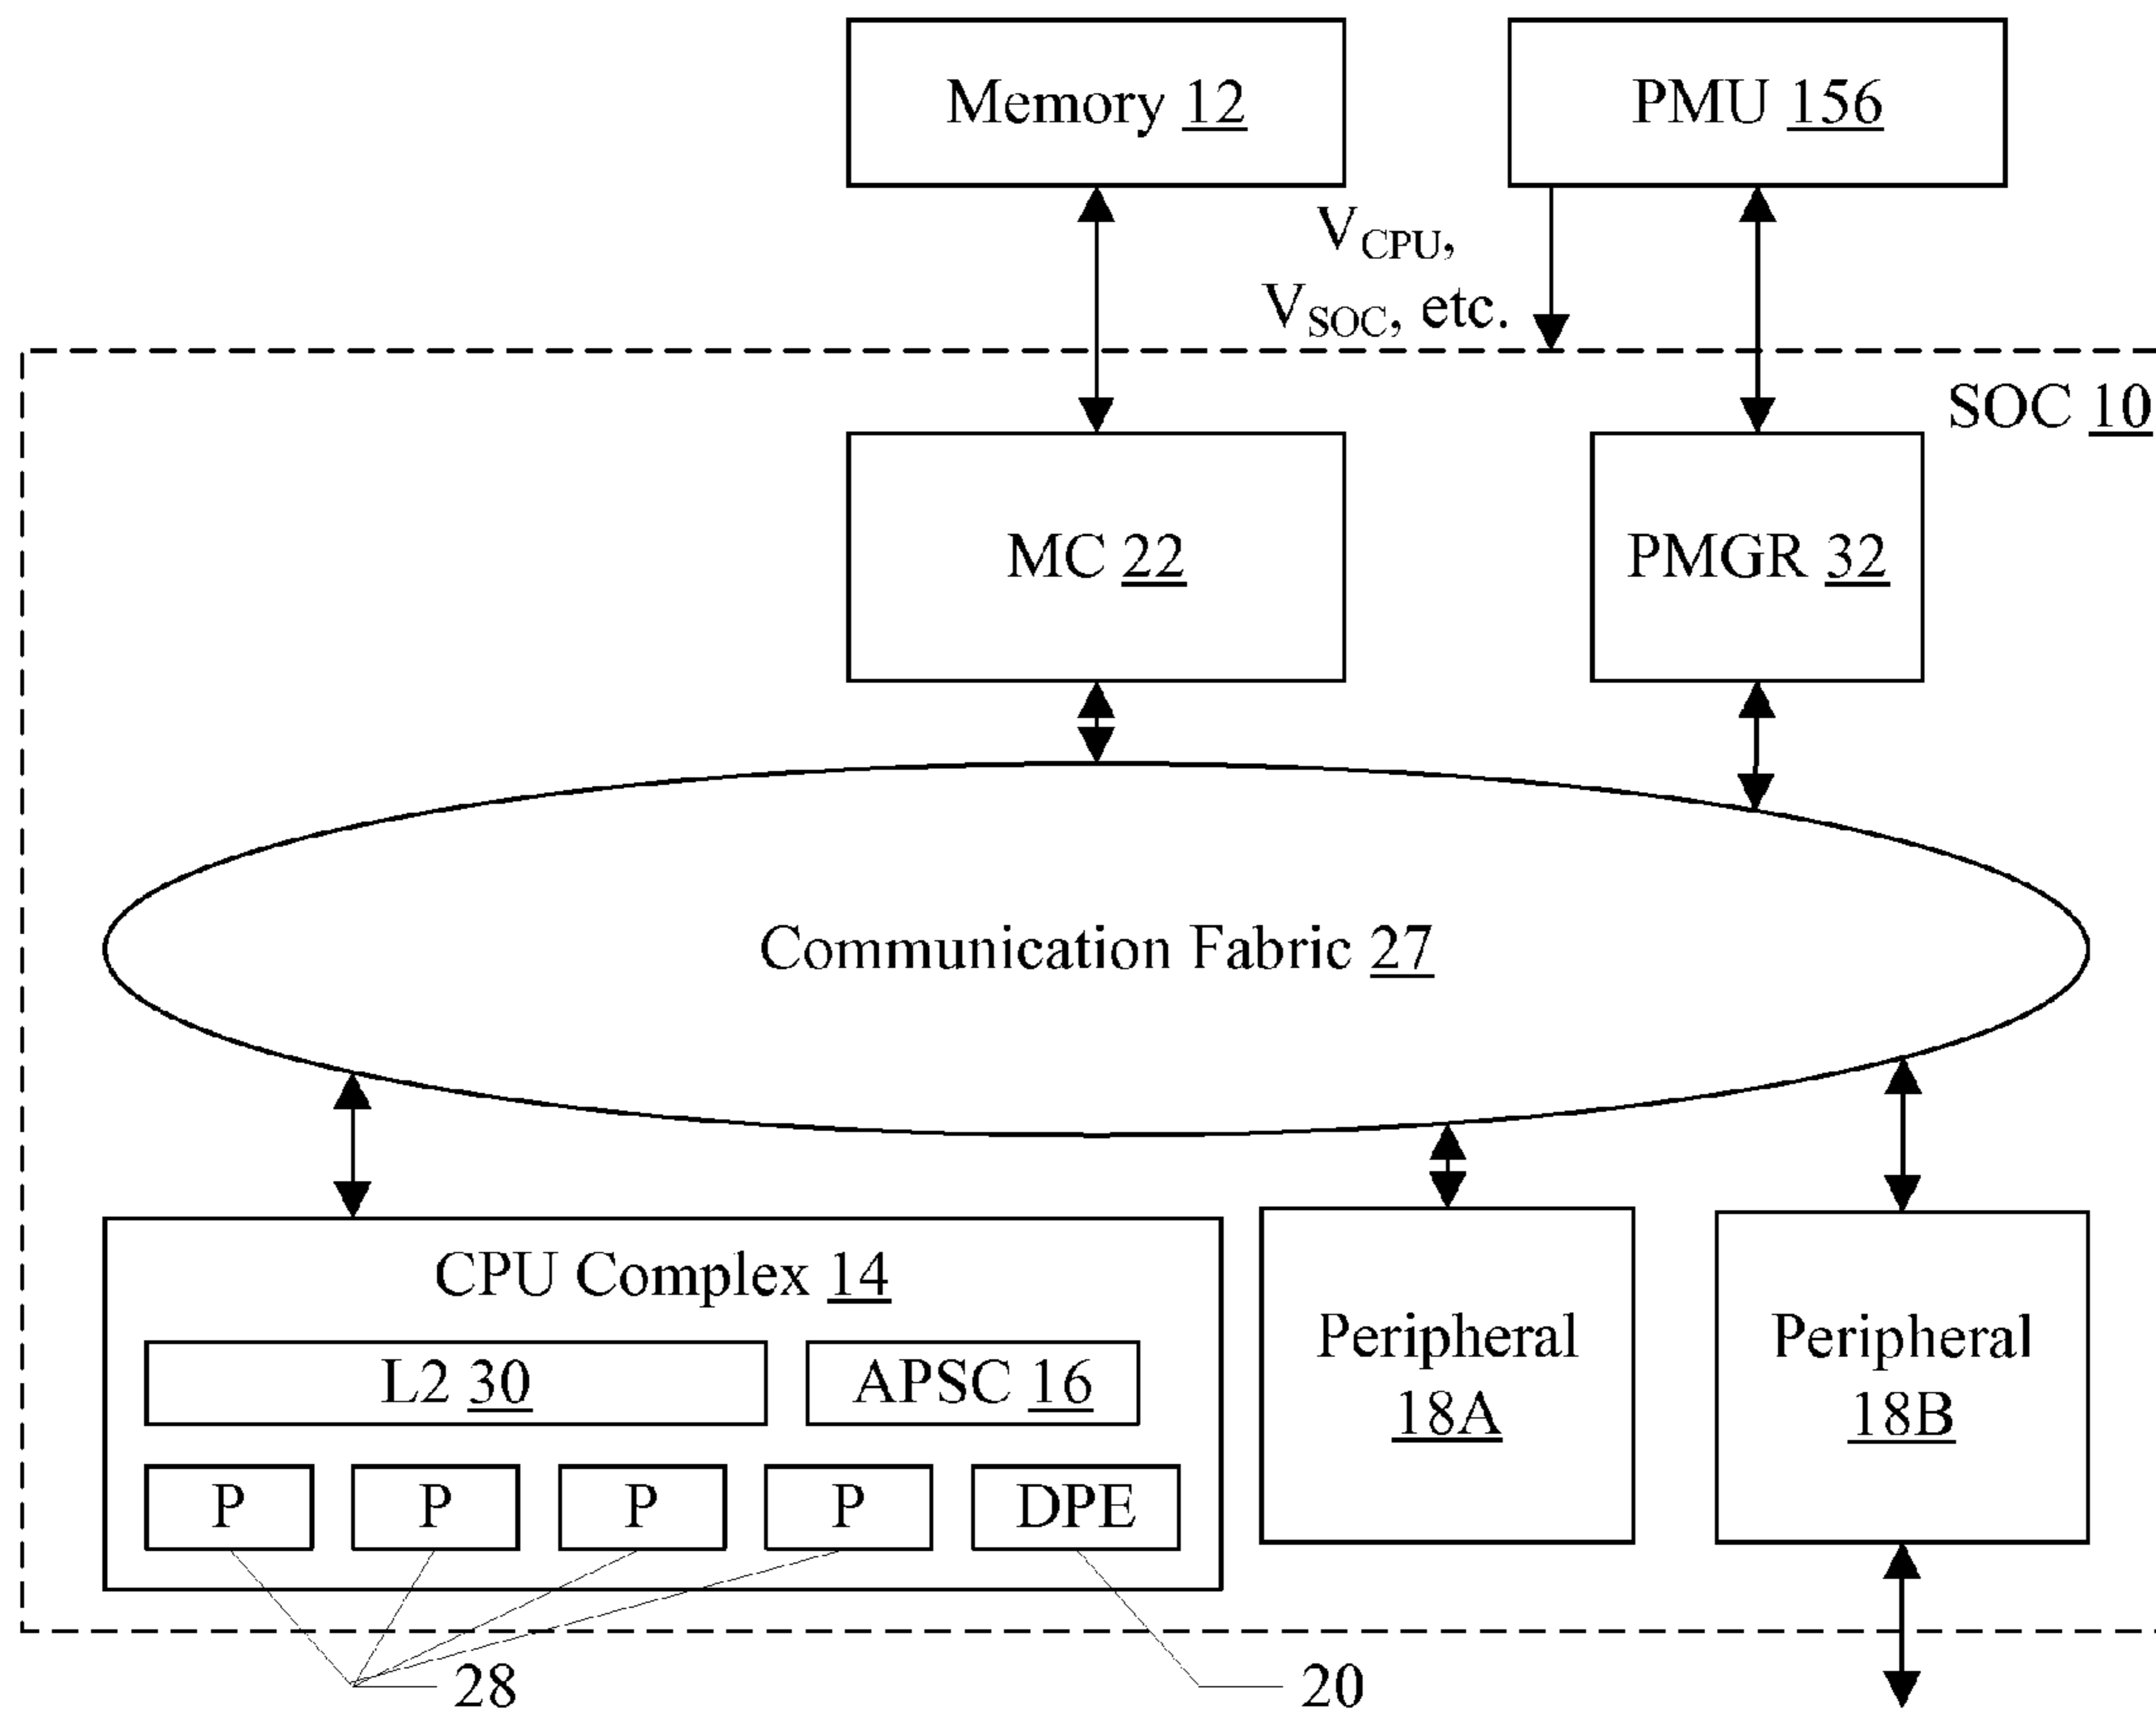 Memory 12
PMU 156
VCPU,
VSOC, etc.
SOC 10
MC 22
PMGR 32
Communication Fabric 27
CPU Complex 14
L2 30
APSC 16
P
P
P
P
DPE
Peripheral
18A
Peripheral
18B
28
20